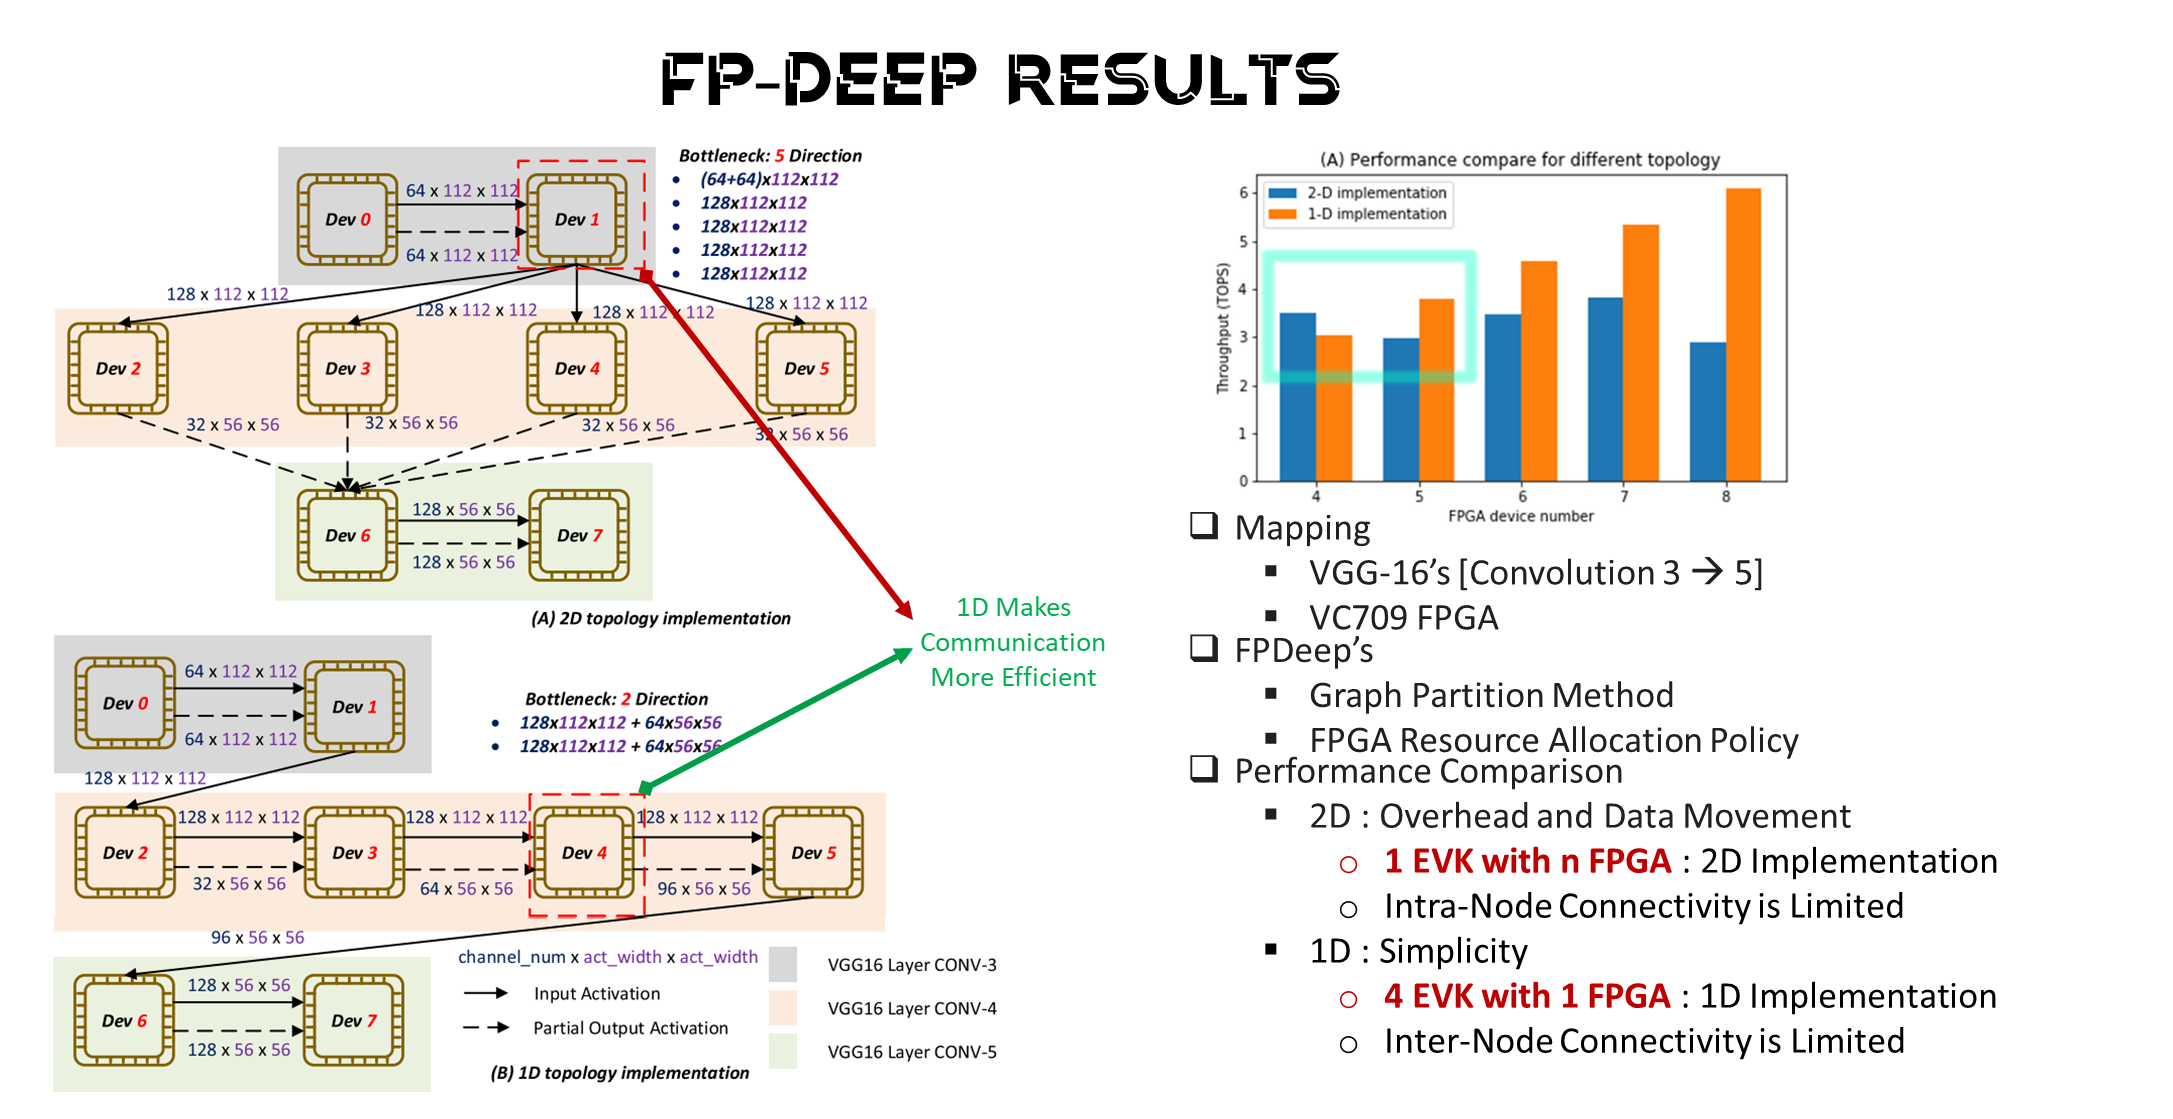 FP-DEEP RESULTS
Bottleneck: 5 Direction
• (64+64)x112x112
• 128x112x112
• 128x112x112
• 128x112x112
• 128x112x112
64 x 112 x 112
Dev 0
Dev 1
64 x 112 x 112
128 x 112 x 112
128 x 112 x 112
128 x 112 x 112
128 x 112 x 112
Dev 2
Dev 3
Dev 4
Dev 5
32 x 56 x 56
32 x 56 x 56
32 x 56 x 56
32 x 56 x 56
128 x 56 x 56
Dev 6
Dev 7
128 x 56 x 56
(A) 2D topology implementation
64 x 112 x 112
Dev 0
Dev 1
64 x 112 x 112
Bottleneck: 2 Direction
• 128x112x112 + 64x56x56
• 128x112x112 + 64x56x56
128 x 112 x 112
128 x 112 x 112
128 x 112 x 112
128 x 112 x 112
Dev 2
Dev 3
Dev 4
Dev 5
32 x 56 x 56
64 x 56 x 56
96 x 56 x 56
96 x 56 x 56
128 x 56 x 56
Dev 6
Dev 7
128 x 56 x 56
channel_num x act_width x act_width
Input Activation
Partial Output Activation
VGG16 Layer CONV-3
VGG16 Layer CONV-4
VGG16 Layer CONV-5
(B) 1D topology implementation
1D Makes
Communication
More Efficient
(A) Performance compare for different topology
2-D implementation
1-D implementation
Throughput (TOPS)
6
5
4
3
2
1
0
4 5 6 7 8
FPGA device number
❑ Mapping
▪ VGG-16’s [Convolution 3 → 5]
▪ VC709 FPGA
❑ FPDeep’s
▪ Graph Partition Method
▪ FPGA Resource Allocation Policy
❑ Performance Comparison
▪ 2D : Overhead and Data Movement
o 1 EVK with n FPGA : 2D Implementation
o Intra-Node Connectivity is Limited
▪ 1D : Simplicity
o 4 EVK with 1 FPGA : 1D Implementation
o Inter-Node Connectivity is Limited